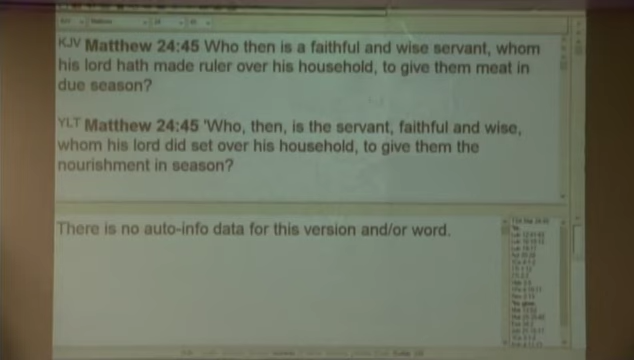 KJV Matthew 24:45 Who then is a faithful and wise servant, whom
his lord hath made ruler over his household, to give them meat in
due season?
YLT Matthew 24:45 'Who, then, is the servant, faithful and wise,
whom his lord did set over his household, to give them the
nourishment in season?
There is no auto-info data for this version and/or word.